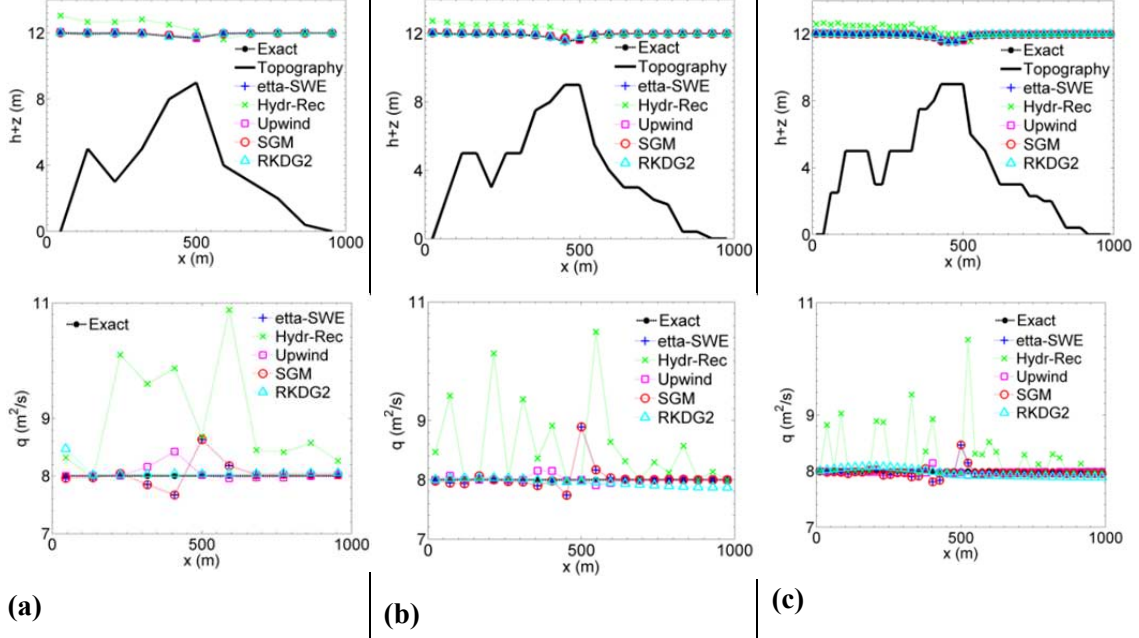 12
8
4
0
h+z (m)
Exact
Topography
etta-SWE
Hydr-Rec
Upwind
SGM
RKDG2
500
1000
x (m)
12
8
4
0
h+z (m)
Exact
Topography
etta-SWE
Hydr-Rec
Upwind
SGM
RKDG2
0
500
1000
x (m)
12
8
4
0
h+z (m)
Exact
Topography
etta-SWE
Hydr-Rec
Upwind
SGM
RKDG2
0
500
1000
x (m)
11
9
8
7
q (m²/s)
Exact
etta-SWE
Hydr-Rec
Upwind
SGM
RKDG2
0
500
1000
x (m)
11
9
8
7
q (m²/s)
Exact
etta-SWE
Hydr-Rec
Upwind
SGM
RKDG2
0
500
1000
x (m)
11
9
8
7
q (m²/s)
Exact
etta-SWE
Hydr-Rec
Upwind
SGM
RKDG2
0
500
1000
x (m)
(a)
(b)
(c)